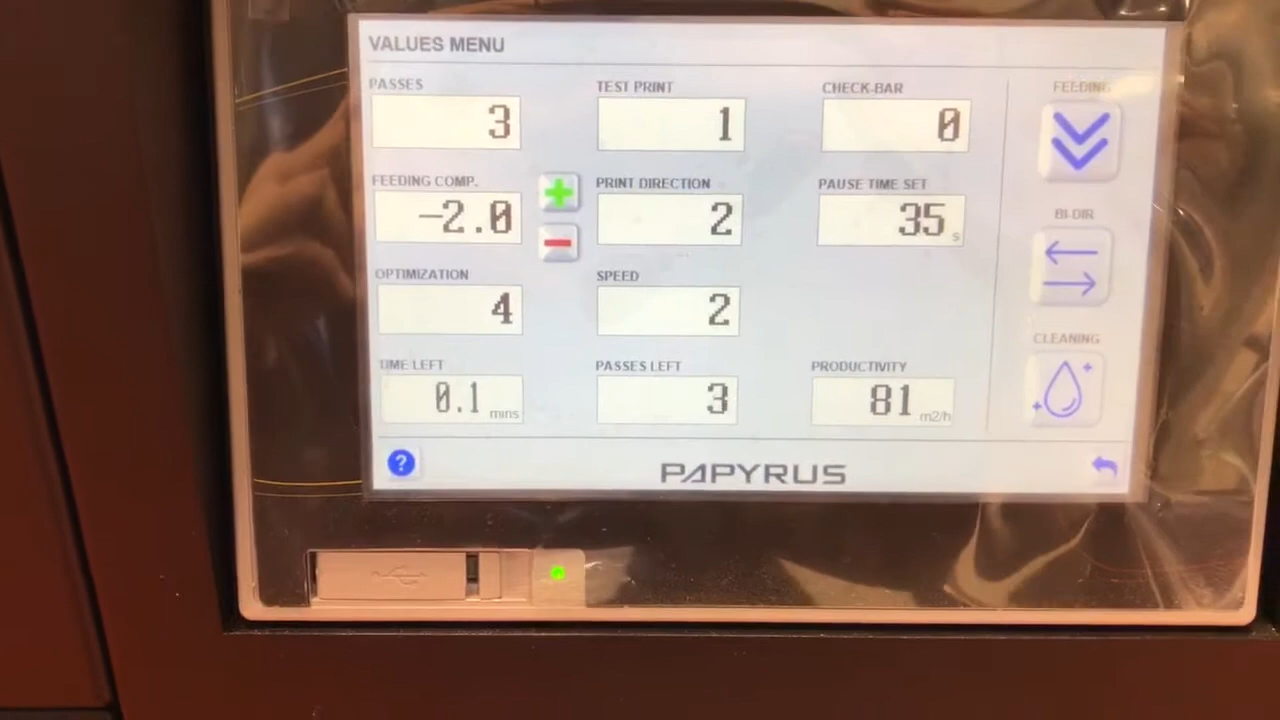 VALUES MENU
PASSES TEST PRINT CHECK-BAR FEEDING
3 1 0
FEEDING COMP. PRINT DIRECTION PAUSE TIME SET BI-DIR
-2.0 2 35 s
OPTIMIZATION SPEED
4 2
CLEANING
TIME LEFT PASSES LEFT PRODUCTIVITY
0.1 mins 3 81 m2/h
? PAPYRUS